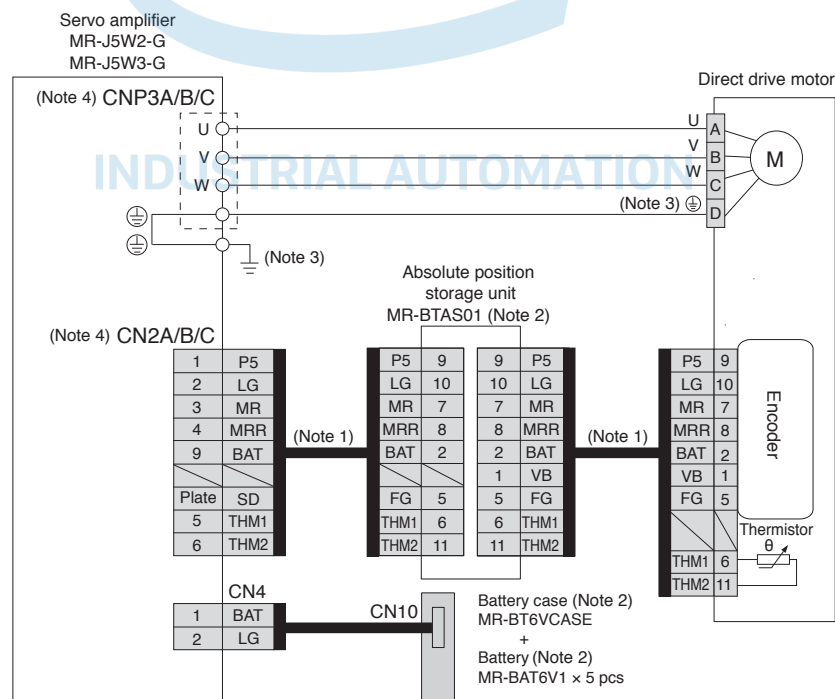 Servo amplifier
MR-J5W2-G
MR-J5W3-G
Direct drive motor
(Note 4) CNP3A/B/C
U U A
V V B M
W W C
(Note 3) D
(Note 3)
INDUSTRIAL AUTOMATION
Absolute position
storage unit
MR-BTAS01 (Note 2)
(Note 4) CN2A/B/C
1 P5
2 LG
3 MR
4 MRR
9 BAT
Plate SD
5 THM1
6 THM2
(Note 1)
P5 9
LG 10
MR 7
MRR 8
BAT 2
FG 5
THM1 6
THM2 11
9 P5
10 LG
7 MR
8 MRR
2 BAT
1 VB
5 FG
6 THM1
11 THM2
(Note 1)
P5 9
LG 10
MR 7
MRR 8
BAT 2
VB 1
FG 5
THM1 6
THM2 11
Encoder
Thermistor
θ
CN4
1 BAT
2 LG
CN10
Battery case (Note 2)
MR-BT6VCASE
+
Battery (Note 2)
MR-BAT6V1 × 5 pcs